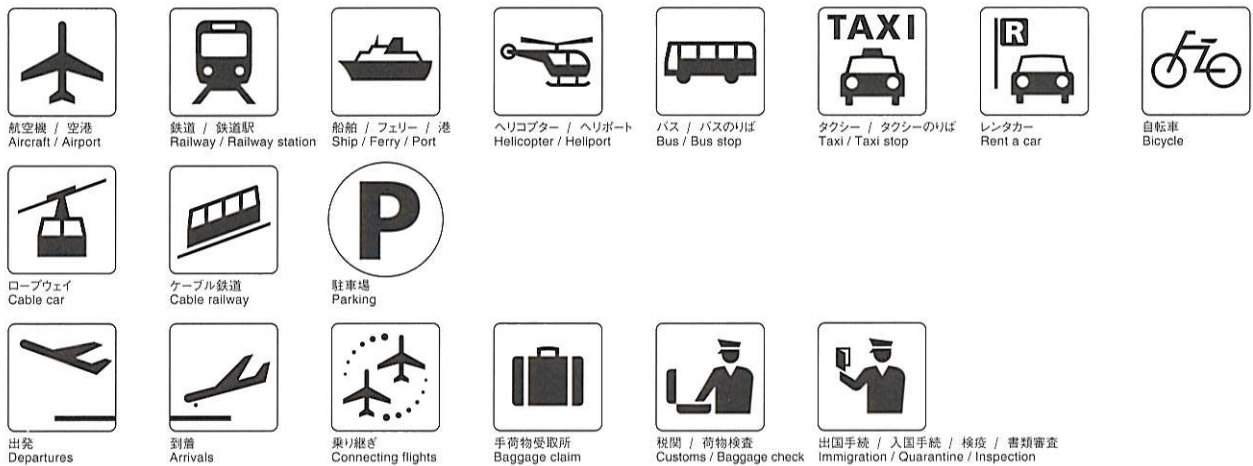 TAXI
R
航空機 / 空港
Aircraft / Airport
鉄道 / 鉄道駅
Railway / Railway station
船舶 / フェリー / 港
Ship / Ferry / Port
ヘリコプター / ヘリポート
Helicopter / Heliport
バス / バスのりば
Bus / Bus stop
タクシー / タクシーのりば
Taxi / Taxi stop
レンタカー
Rent a car
自転車
Bicycle
P
ロープウェイ
Cable car
ケーブル鉄道
Cable railway
駐車場
Parking
出発
Departures
到着
Arrivals
乗り継ぎ
Connecting flights
手荷物受取所
Baggage claim
税関 / 荷物検査
Customs / Baggage check
出国手続 / 入国手続 / 検疫 / 書類審査
Immigration / Quarantine / Inspection